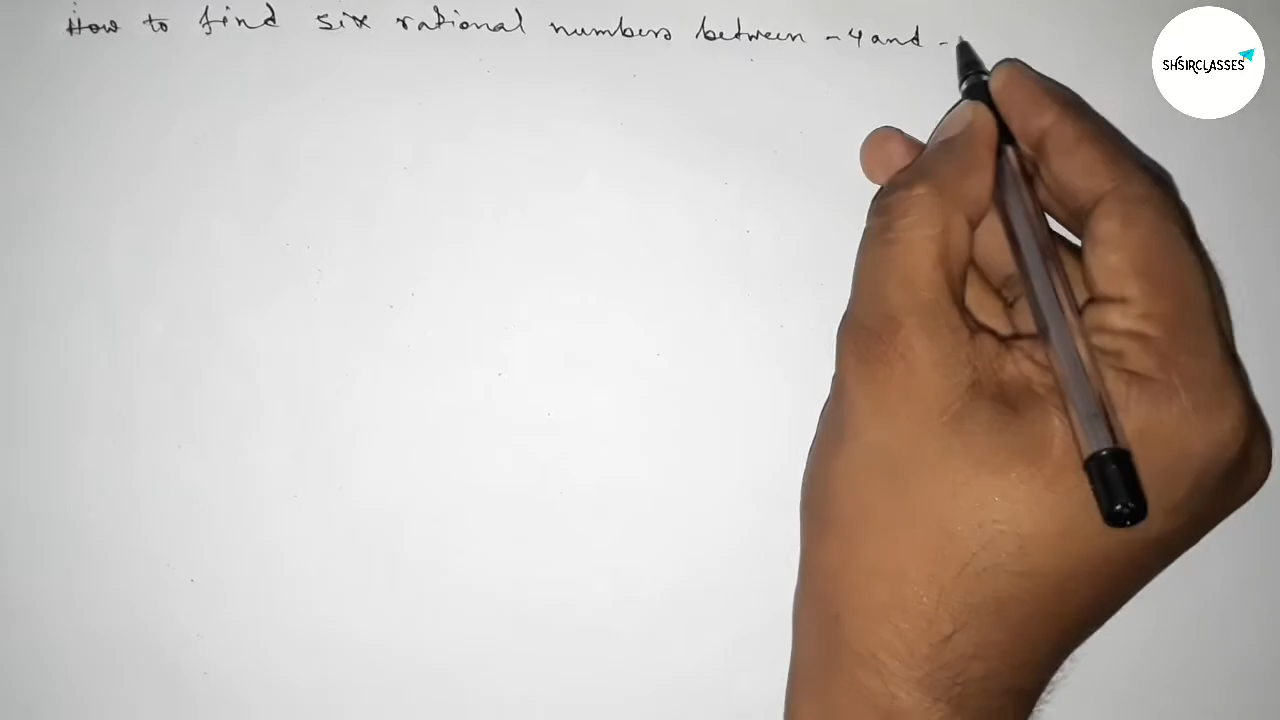 How to find six rational numbers between -4 and -
SHSIRCLASSES